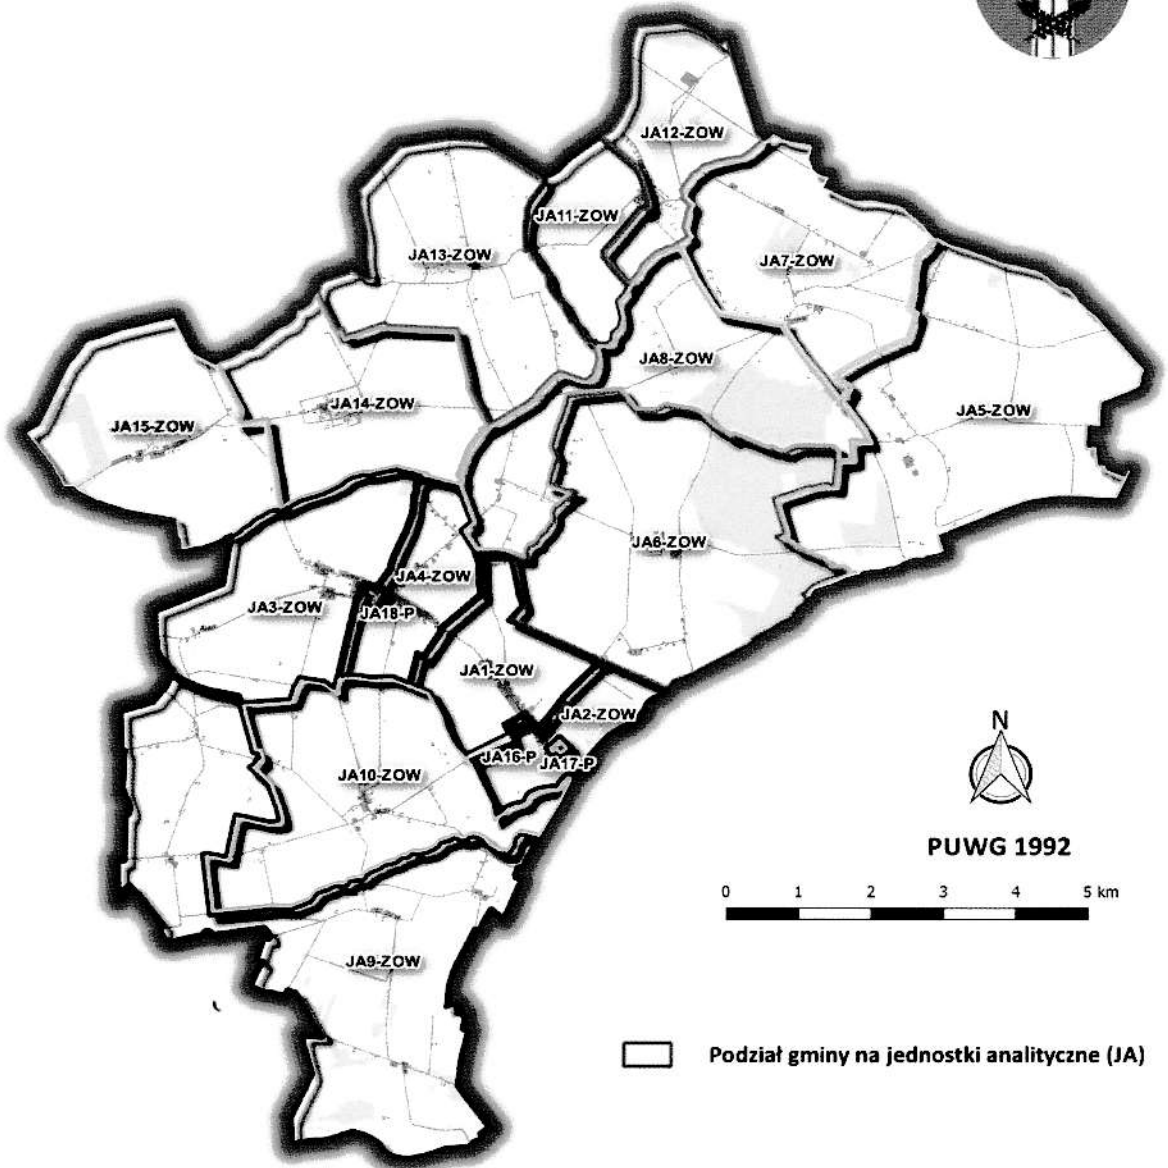 JA12-ZOW
JA11-ZOW
JA13-ZOW
JA7-ZOW
JA8-ZOW
JA14-ZOW
JA5-ZOW
JA15-ZOW
JA6-ZOW
JA4-ZOW
JA3-ZOW
JA18-P
JA1-ZOW
JA2-ZOW
JA16-P
JA17-P
JA10-ZOW
JA9-ZOW
N
PUWG 1992
0 1 2 3 4 5 km
Podział gminy na jednostki analityczne (JA)